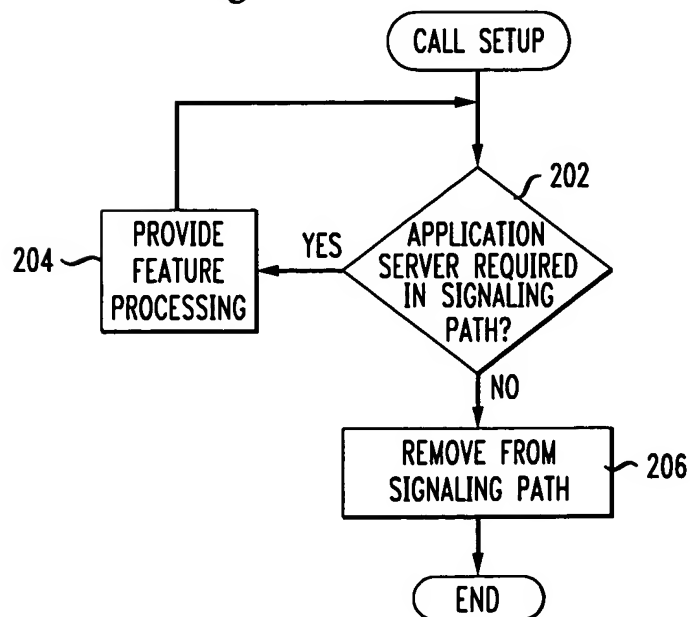 CALL SETUP
202
APPLICATION
SERVER REQUIRED
IN SIGNALING
PATH?
YES
204
PROVIDE
FEATURE
PROCESSING
NO
REMOVE FROM
SIGNALING PATH
206
END